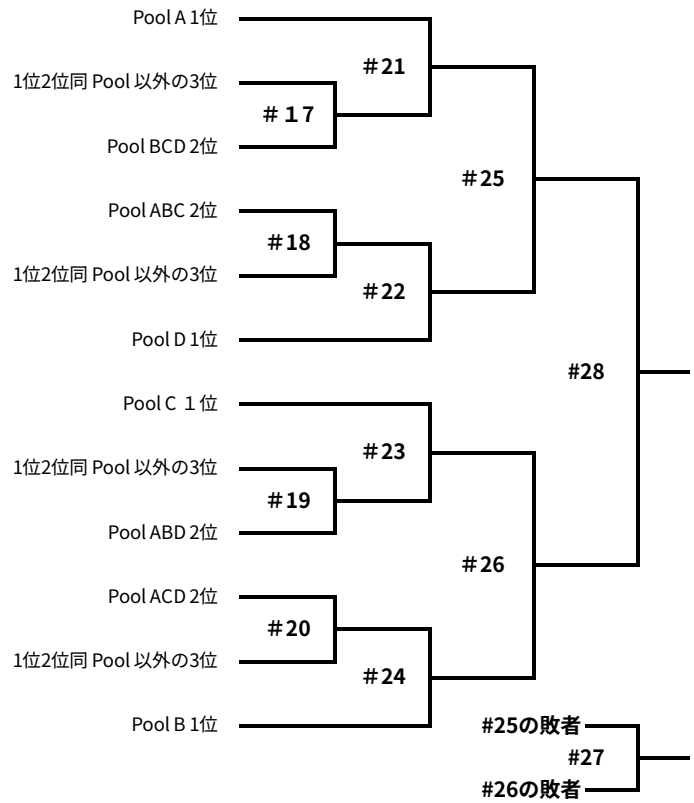 Pool A 1位
#21
1位2位同 Pool 以外の3位
#１7
Pool BCD 2位
#25
Pool ABC 2位
#18
1位2位同 Pool 以外の3位
#22
Pool D 1位
#28
Pool C １位
#23
1位2位同 Pool 以外の3位
#19
Pool ABD 2位
#26
Pool ACD 2位
#20
1位2位同 Pool 以外の3位
#24
Pool B 1位
#25の敗者
#27
#26の敗者